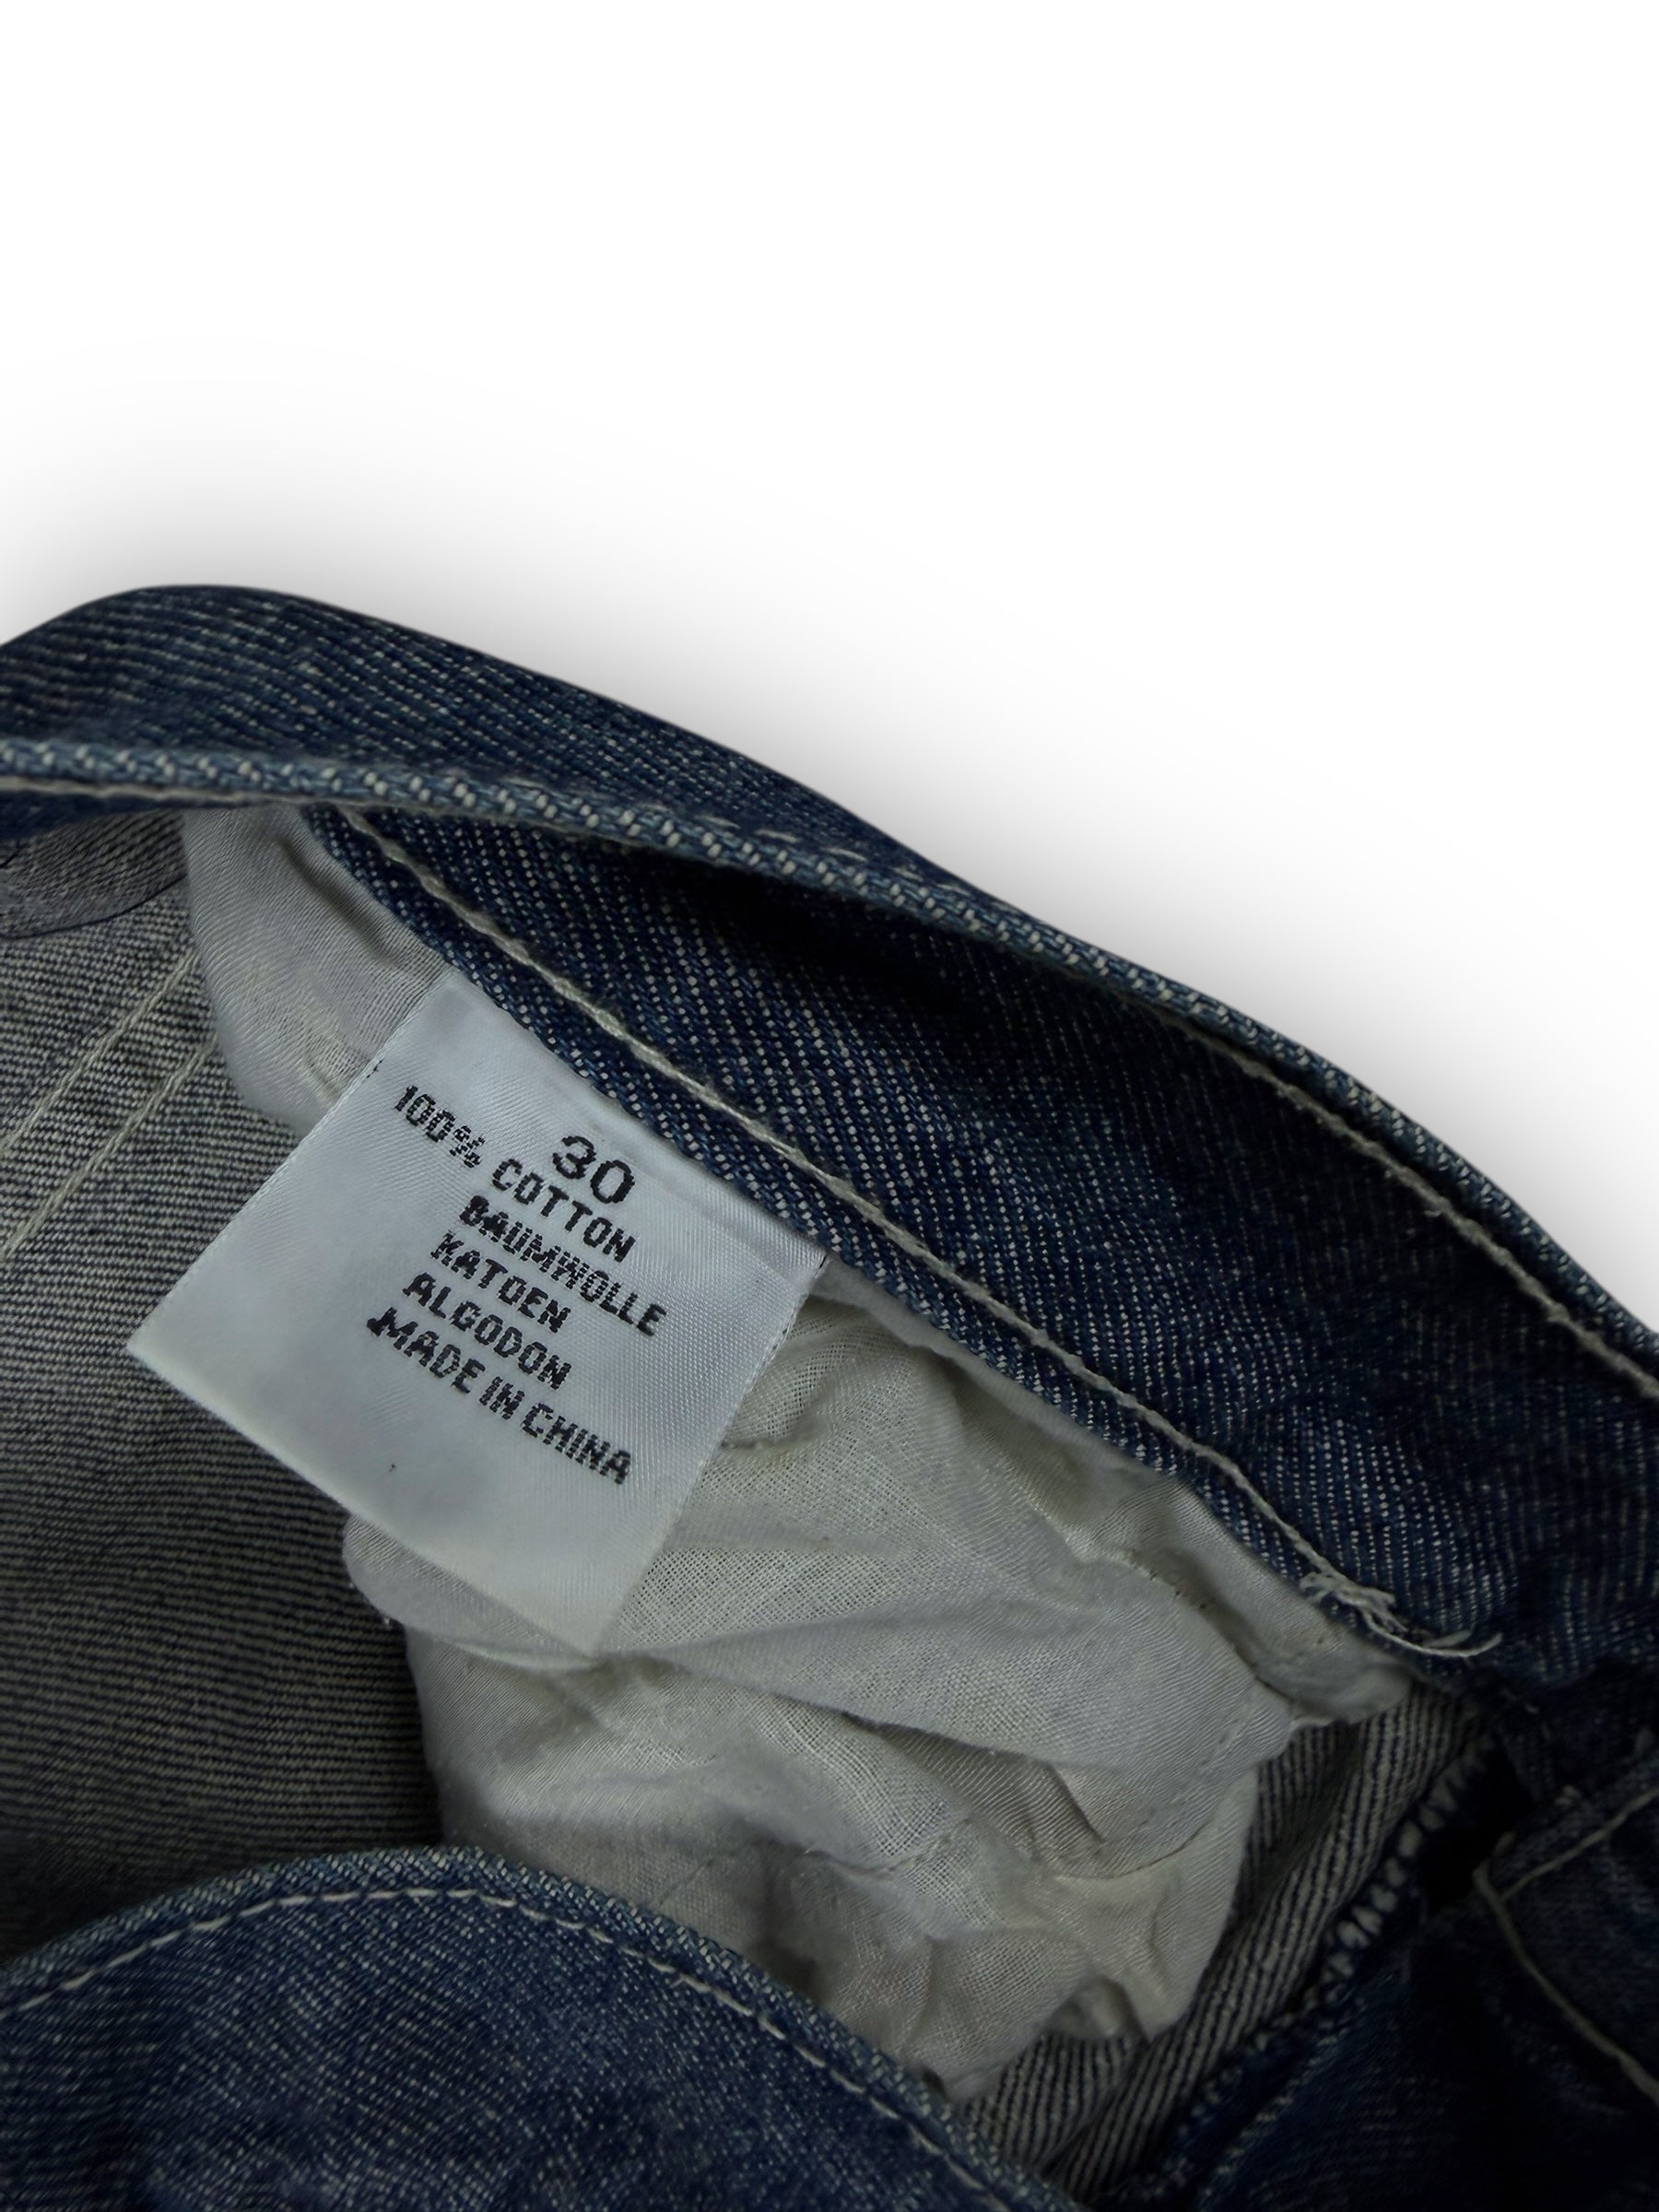 30
100% COTTON
BAUMWOLLE
KATOEN
ALGODON
MADE IN CHINA